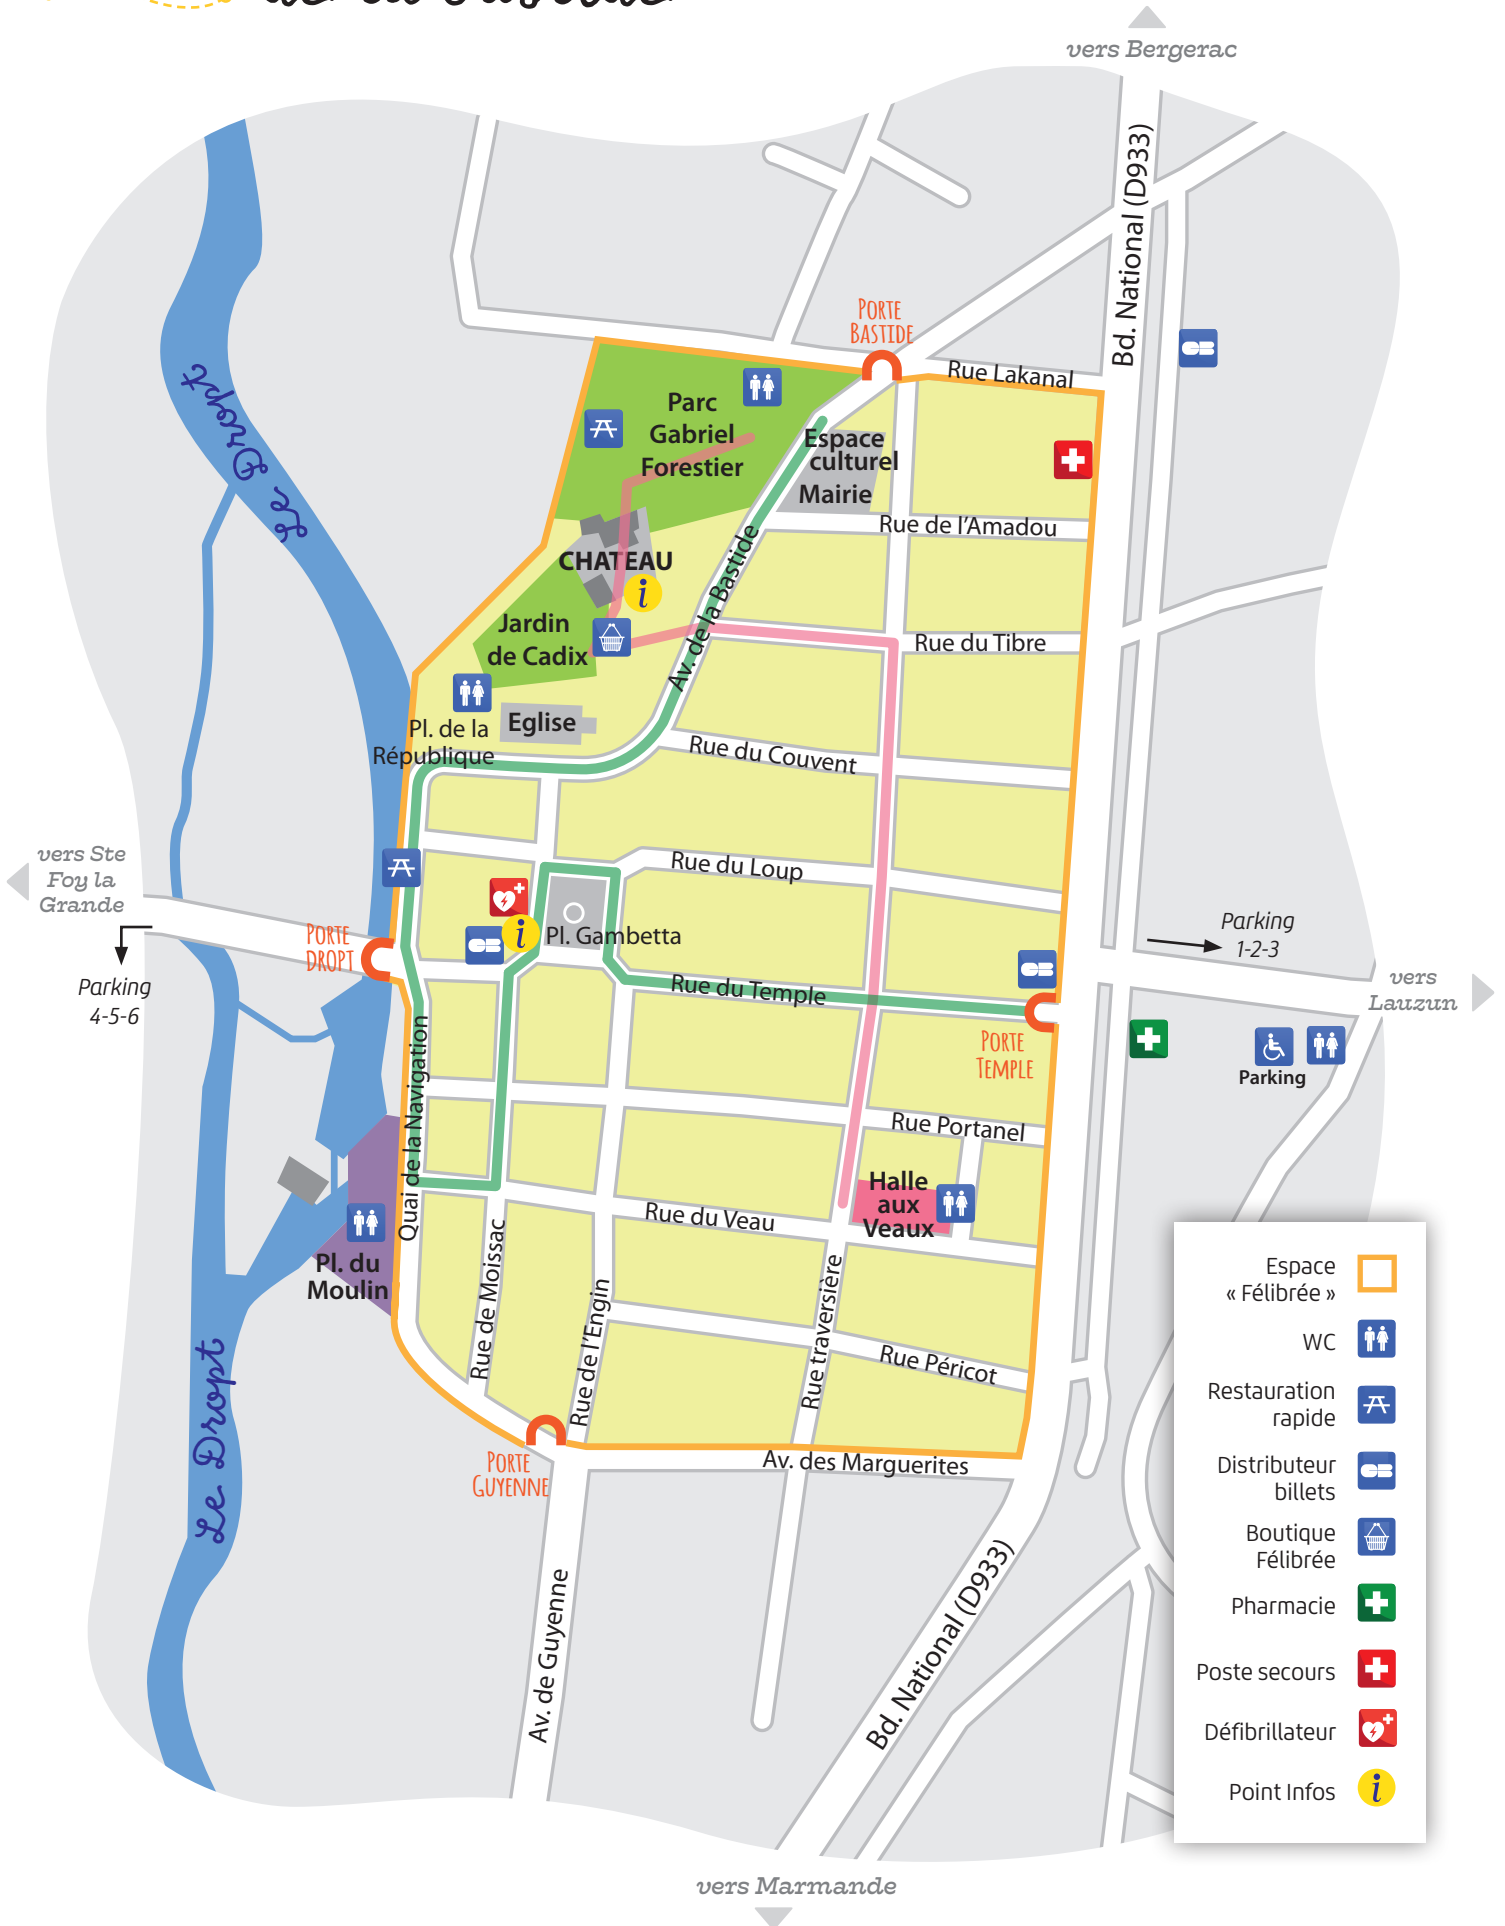 de la Bastide
vers Bergerac
Bd. National (D933)
PORTE
BASTIDE
Rue Lakanal
Parc
Gabriel
Forestier
Espace
culturel
Mairie
Rue de l'Amadou
Le Dropt
CHATEAU
i
Av. de la Bastide
Jardin
de Cadix
Rue du Tibre
Pl. de la
République
Eglise
Rue du Couvent
vers Ste
Foy la
Grande
Rue du Loup
Pl. Gambetta
i
PORTE
DROPT
Parking
1-2-3
vers
Lauzun
Parking
4-5-6
Rue du Temple
PORTE
TEMPLE
Parking
Quai de la Navigation
Rue Portanel
Halle
aux
Veaux
Rue du Veau
Pl. du
Moulin
Rue de Moissac
Rue de l'Engin
Rue traversière
Rue Péricot
Le Dropt
PORTE
GUYENNE
Av. des Marguerites
Av. de Guyenne
Bd. National (D933)
vers Marmande
Espace
« Félibrée »
WC
Restauration
rapide
Distributeur
billets
Boutique
Félibrée
Pharmacie
Poste secours
Défibrillateur
Point Infos
i